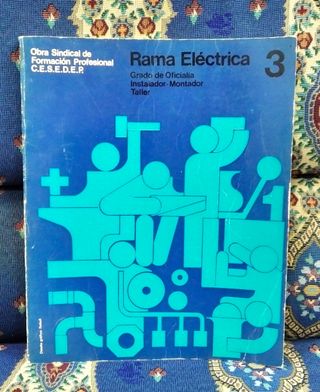 Obra Sindical de
Formación Profesional
C.E.S.E.D.E.P.
Rama Eléctrica 3
Grado de Oficialía
Instalador-Montador
Taller